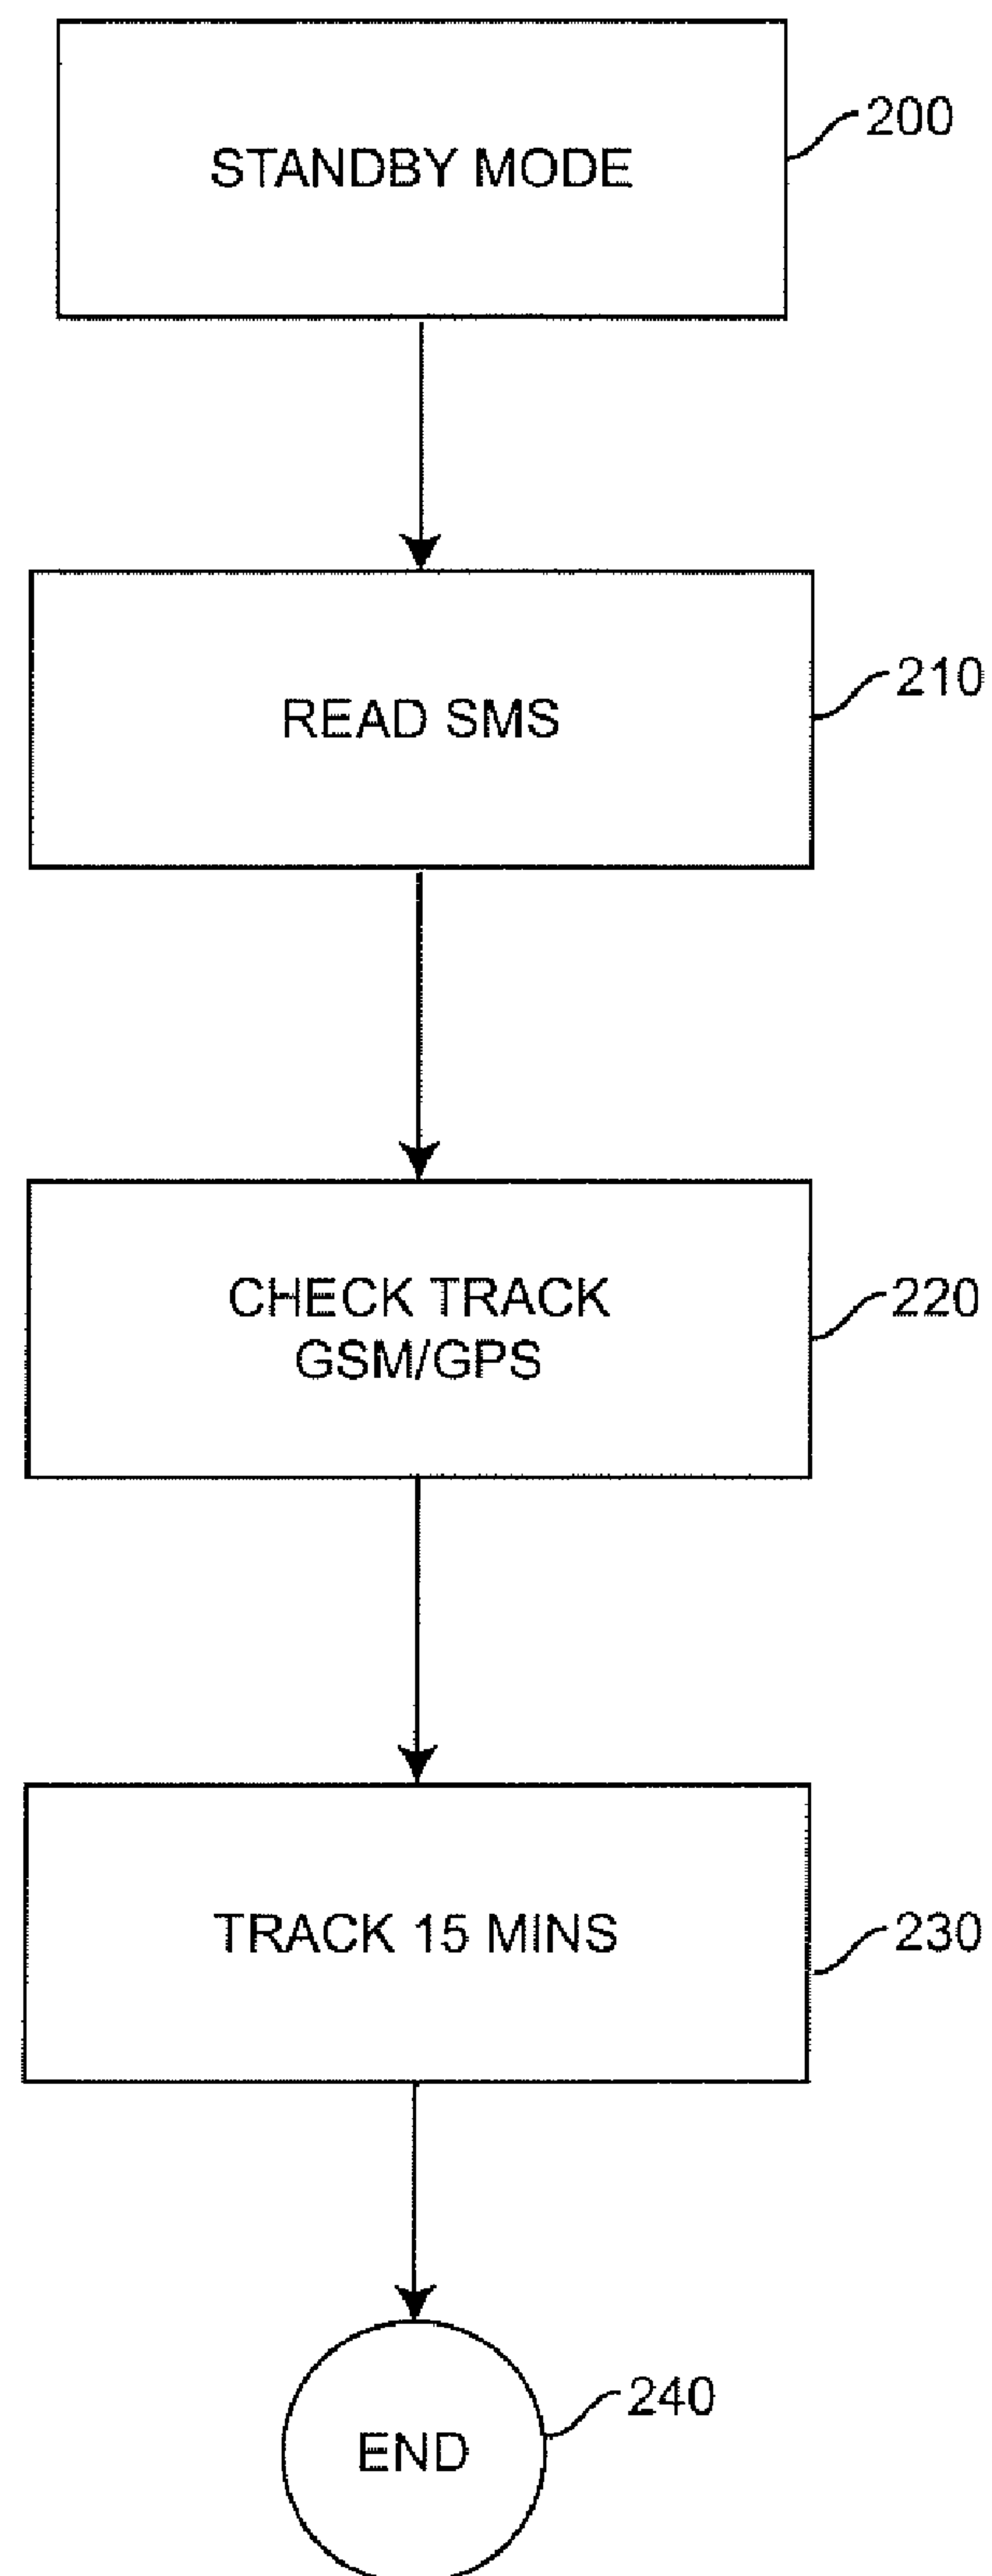 STANDBY MODE
200
READ SMS
210
CHECK TRACK
GSM/GPS
220
TRACK 15 MINS
230
END
240